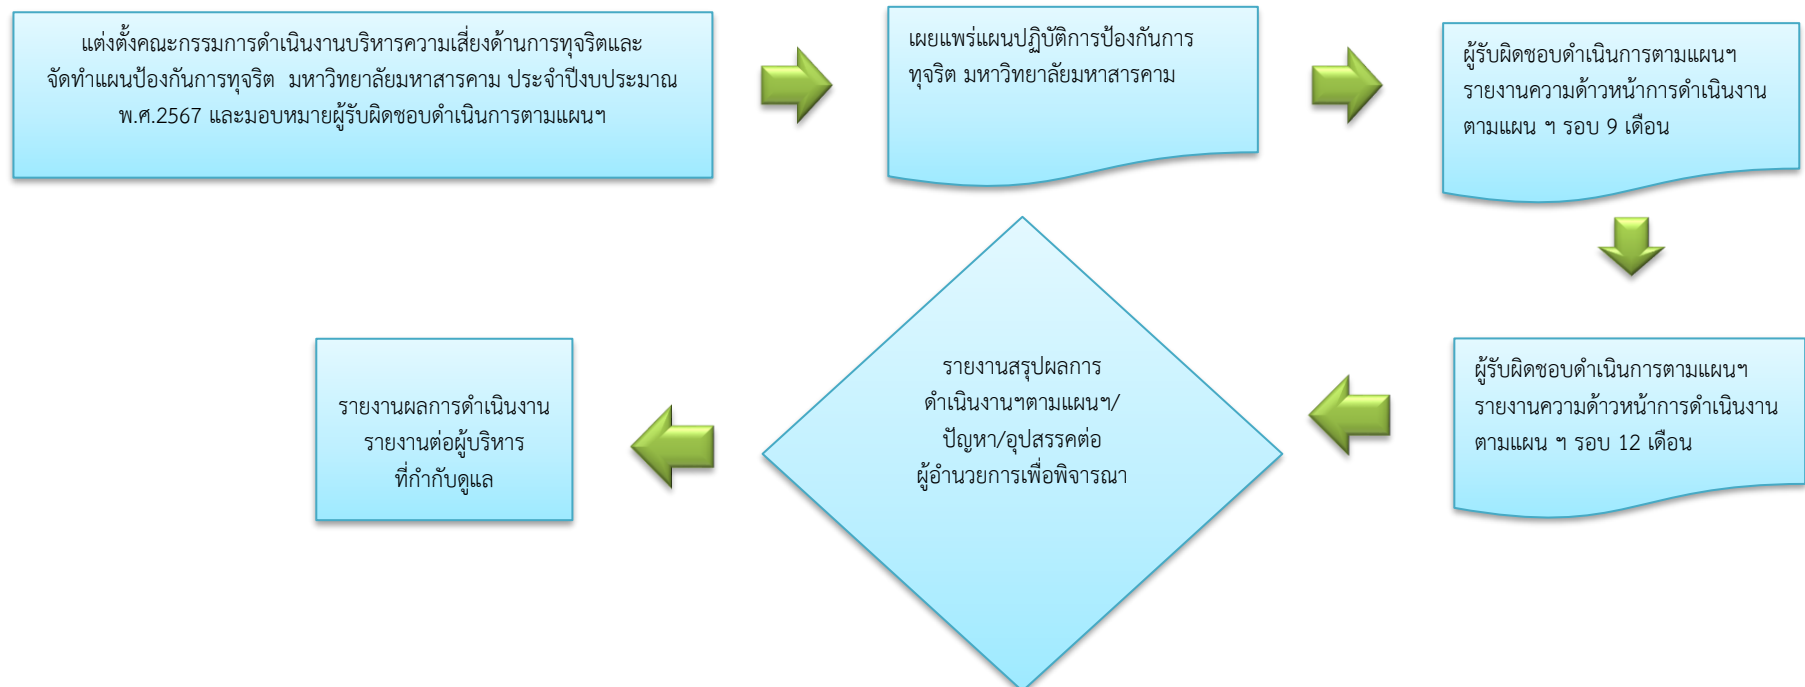 แต่งตั้งคณะกรรมการดำเนินงานบริหารความเสี่ยงด้านการทุจริตและ
จัดทำแผนป้องกันการทุจริต มหาวิทยาลัยมหาสารคาม ประจำปีงบประมาณ
พ.ศ.2567 และมอบหมายผู้รับผิดชอบดำเนินการตามแผนฯ
เผยแพร่แผนปฏิบัติการป้องกันการ
ทุจริต มหาวิทยาลัยมหาสารคาม
ผู้รับผิดชอบดำเนินการตามแผนฯ
รายงานความด้าวหน้าการดำเนินงาน
ตามแผน ฯ รอบ 9 เดือน
ผู้รับผิดชอบดำเนินการตามแผนฯ
รายงานความด้าวหน้าการดำเนินงาน
ตามแผน ฯ รอบ 12 เดือน
รายงานสรุปผลการ
ดำเนินงานฯตามแผนฯ/
ปัญหา/อุปสรรคต่อ
ผู้อำนวยการเพื่อพิจารณา
รายงานผลการดำเนินงาน
รายงานต่อผู้บริหาร
ที่กำกับดูแล